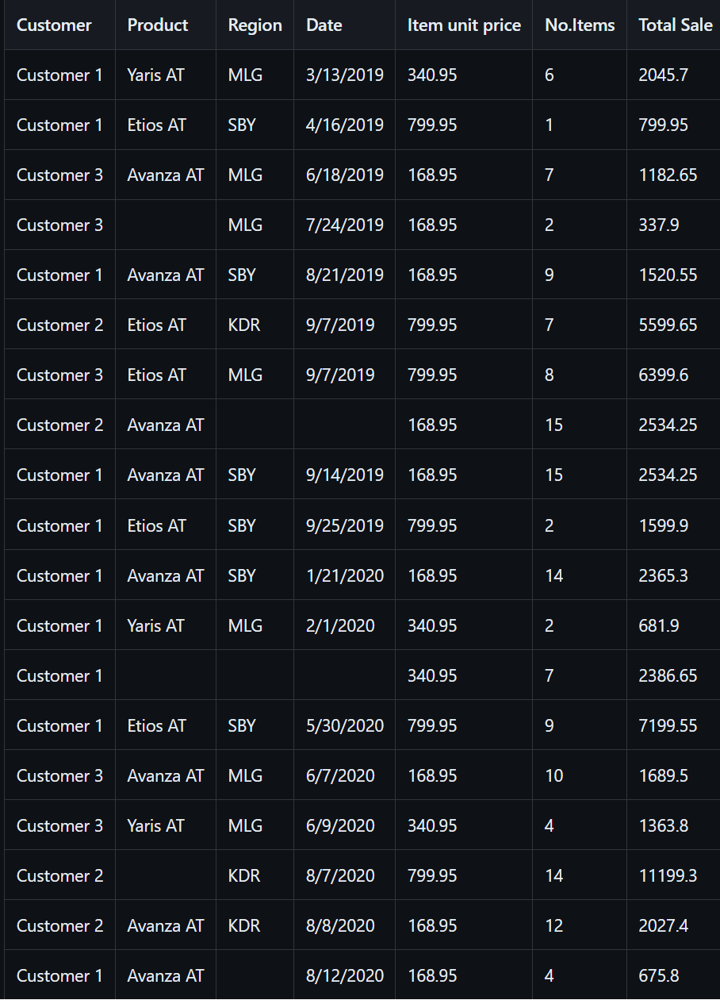 Customer Product Region Date Item unit price No.Items Total Sale
Customer 1 Yaris AT MLG 3/13/2019 340.95 6 2045.7
Customer 1 Etios AT SBY 4/16/2019 799.95 1 799.95
Customer 3 Avanza AT MLG 6/18/2019 168.95 7 1182.65
Customer 3 MLG 7/24/2019 168.95 2 337.9
Customer 1 Avanza AT SBY 8/21/2019 168.95 9 1520.55
Customer 2 Etios AT KDR 9/7/2019 799.95 7 5599.65
Customer 3 Etios AT MLG 9/7/2019 799.95 8 6399.6
Customer 2 Avanza AT 168.95 15 2534.25
Customer 1 Avanza AT SBY 9/14/2019 168.95 15 2534.25
Customer 1 Etios AT SBY 9/25/2019 799.95 2 1599.9
Customer 1 Avanza AT SBY 1/21/2020 168.95 14 2365.3
Customer 1 Yaris AT MLG 2/1/2020 340.95 2 681.9
Customer 1 340.95 7 2386.65
Customer 1 Etios AT SBY 5/30/2020 799.95 9 7199.55
Customer 3 Avanza AT MLG 6/7/2020 168.95 10 1689.5
Customer 3 Yaris AT MLG 6/9/2020 340.95 4 1363.8
Customer 2 KDR 8/7/2020 799.95 14 11199.3
Customer 2 Avanza AT KDR 8/8/2020 168.95 12 2027.4
Customer 1 Avanza AT 8/12/2020 168.95 4 675.8